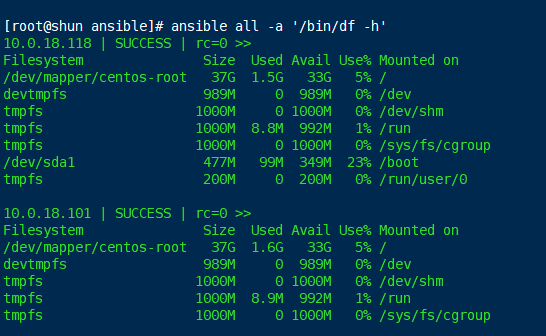 [root@shun ansible]# ansible all -a '/bin/df -h'
10.0.18.118 | SUCCESS | rc=0 >>
Filesystem Size Used Avail Use% Mounted on
/dev/mapper/centos-root 37G 1.5G 33G 5% /
devtmpfs 989M 0 989M 0% /dev
tmpfs 1000M 0 1000M 0% /dev/shm
tmpfs 1000M 8.8M 992M 1% /run
tmpfs 1000M 0 1000M 0% /sys/fs/cgroup
/dev/sda1 477M 99M 349M 23% /boot
tmpfs 200M 0 200M 0% /run/user/0
10.0.18.101 | SUCCESS | rc=0 >>
Filesystem Size Used Avail Use% Mounted on
/dev/mapper/centos-root 37G 1.6G 33G 5% /
devtmpfs 989M 0 989M 0% /dev
tmpfs 1000M 0 1000M 0% /dev/shm
tmpfs 1000M 8.9M 992M 1% /run
tmpfs 1000M 0 1000M 0% /sys/fs/cgroup